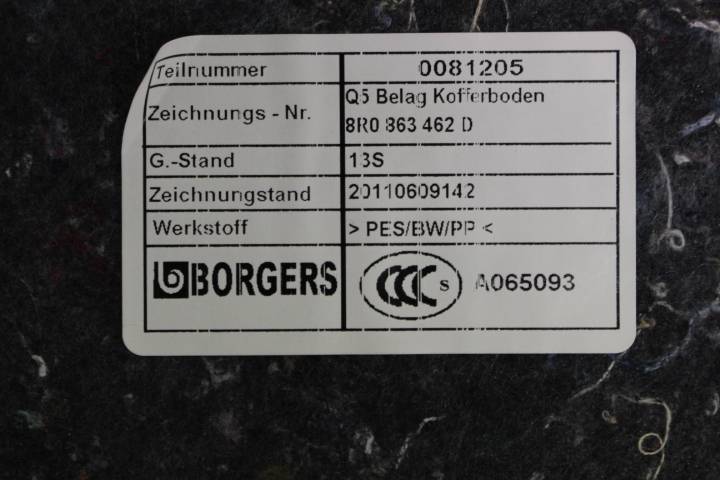 Teilnummer 0081205
Zeichnungs - Nr. Q5 Belag Kofferboden
8R0 863 462 D
G.-Stand 13S
Zeichnungstand 20110609142
Werkstoff > PES/BW/PP <
BORGERS CCC S A065093